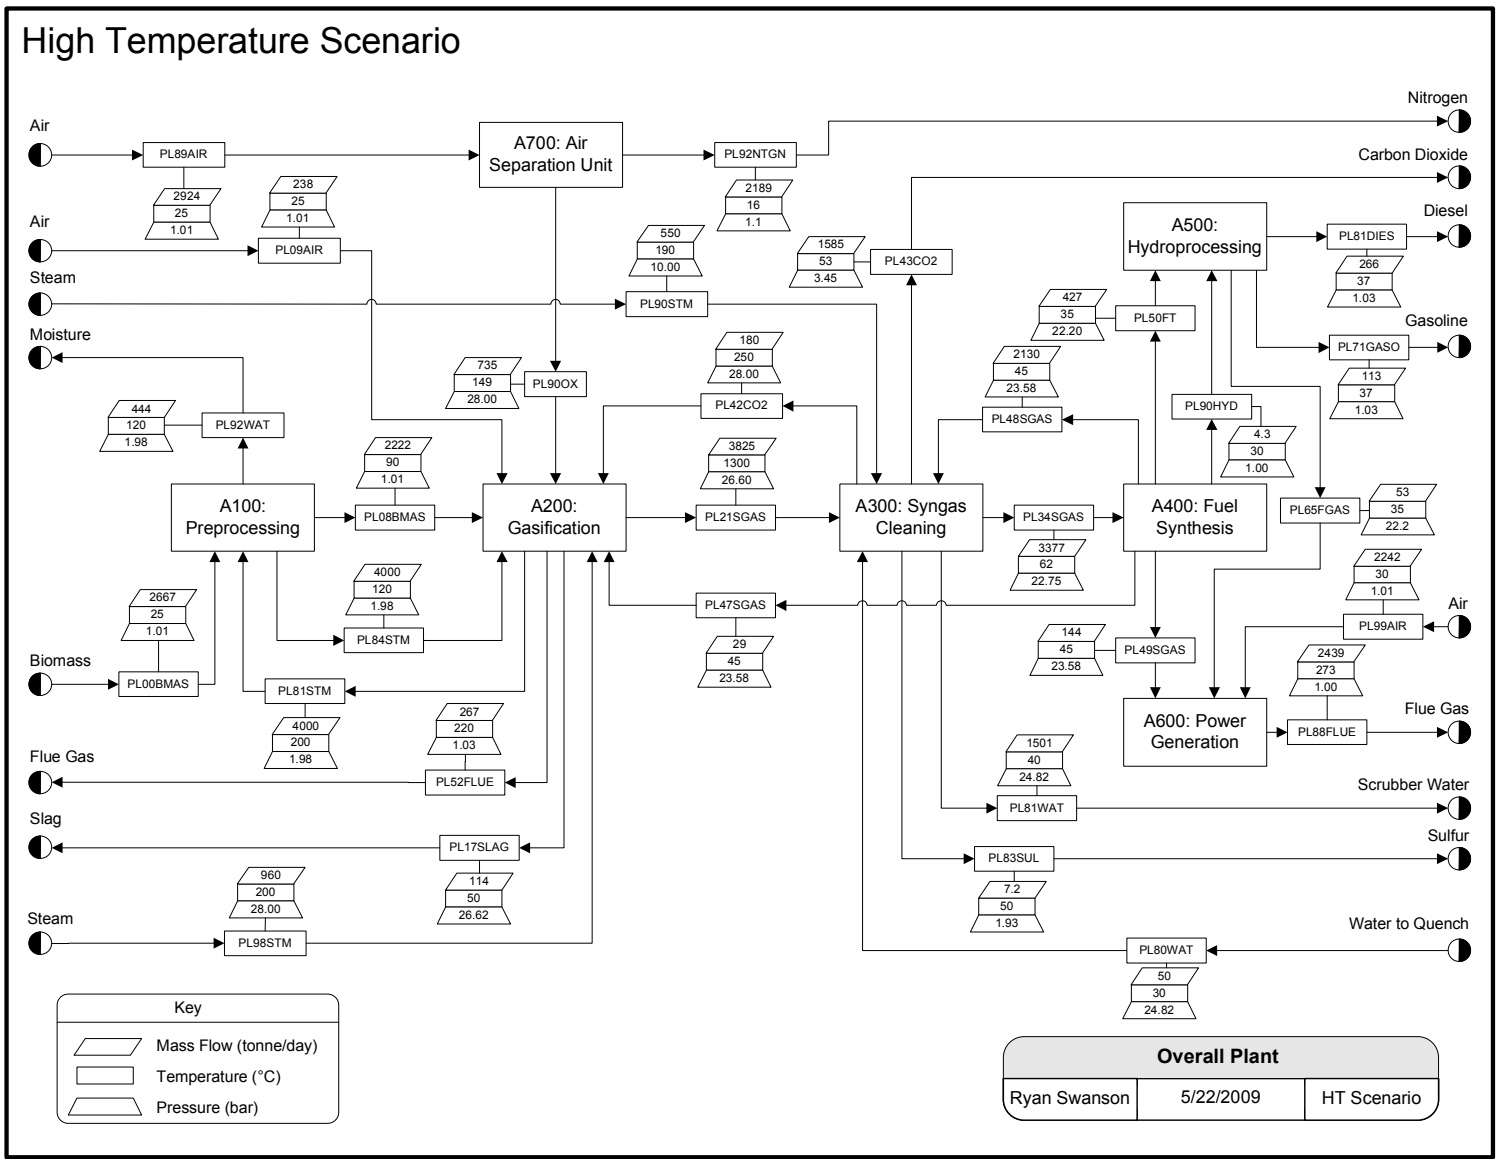 High Temperature Scenario
Nitrogen
Air
PL89AIR
A700: Air
Separation Unit
PL92NTGN
Carbon Dioxide
2924
25
1.01
238
25
1.01
2189
16
1.1
Air
PL09AIR
550
190
10.00
1585
53
3.45
PL43CO2
A500:
Hydroprocessing
PL81DIES
Diesel
266
37
1.03
Steam
PL90STM
427
35
22.20
PL50FT
Gasoline
PL71GASO
113
37
1.03
Moisture
PL92WAT
444
120
1.98
735
149
28.00
PL90OX
180
250
28.00
PL42CO2
2130
45
23.58
PL48SGAS
PL90HYD
4.3
30
1.00
2222
90
1.01
PL08BMAS
3825
1300
26.60
PL21SGAS
A100:
Preprocessing
A200:
Gasification
A300: Syngas
Cleaning
PL34SGAS
3377
62
22.75
A400: Fuel
Synthesis
PL65FGAS
53
35
22.2
2242
30
1.01
Air
PL99AIR
2667
25
1.01
4000
120
1.98
PL84STM
PL47SGAS
29
45
23.58
144
45
23.58
PL49SGAS
Biomass
PL00BMAS
PL81STM
4000
200
1.98
2439
273
1.00
A600: Power
Generation
PL88FLUE
Flue Gas
267
220
1.03
Flue Gas
PL52FLUE
1501
40
24.82
PL81WAT
Scrubber Water
Slag
PL17SLAG
114
50
26.62
Sulfur
PL83SUL
7.2
50
1.93
960
200
28.00
Steam
PL98STM
Water to Quench
PL80WAT
50
30
24.82
Key
Mass Flow (tonne/day)
Temperature (°C)
Pressure (bar)
Overall Plant
Ryan Swanson
5/22/2009
HT Scenario